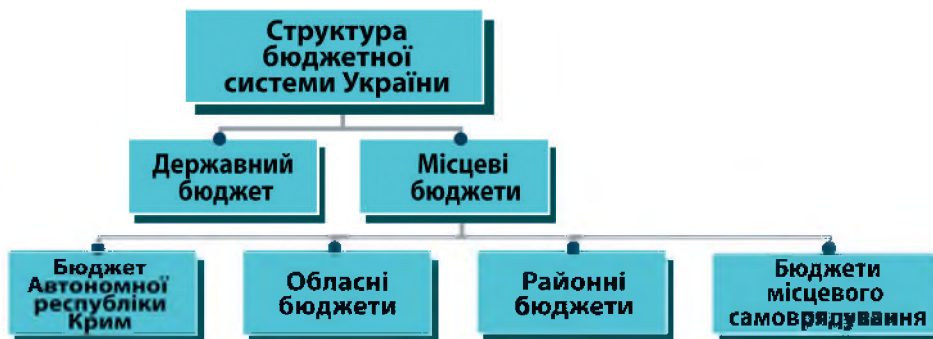 Структура
бюджетної
системи України
Державний
бюджет
Місцеві
бюджети
Бюджет
Автономної
республіки
Крим
Обласні
бюджети
Районні
бюджети
Бюджети
місцевого
самоврядування